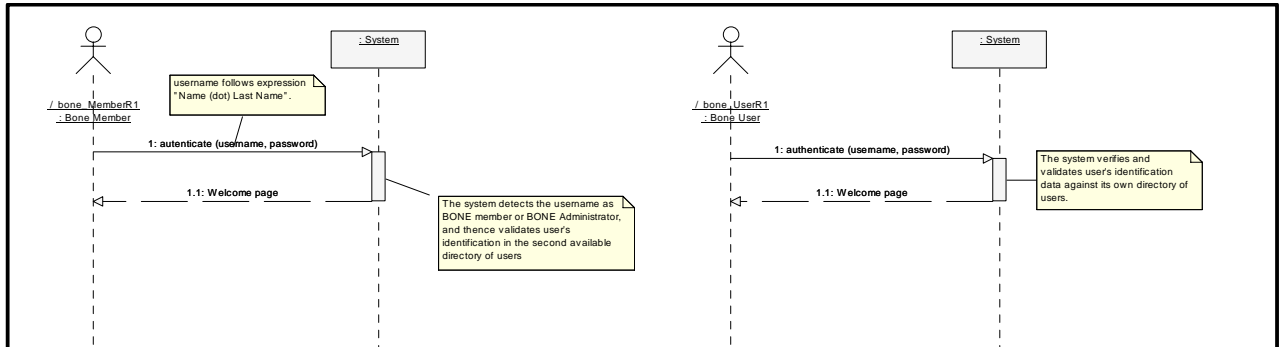 : System
username follows expression
"Name (dot) Last Name".
/ bone_MemberR1
: Bone Member
1: autenticate (username, password)
1.1: Welcome page
The system detects the username as
BONE member or BONE Administrator,
and thence validates user's
identification in the second available
directory of users
: System
/ bone_UserR1
: Bone User
1: authenticate (username, password)
1.1: Welcome page
The system verifies and
validates user's identification
data against its own directory of
users.